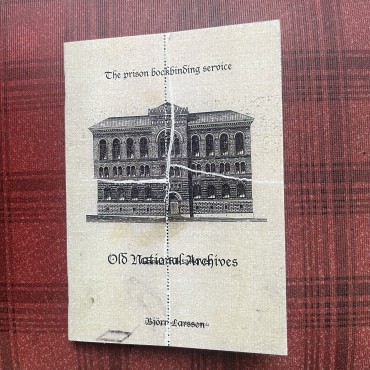 The prison bookbinding service
Old National Archives
Björn Larsson